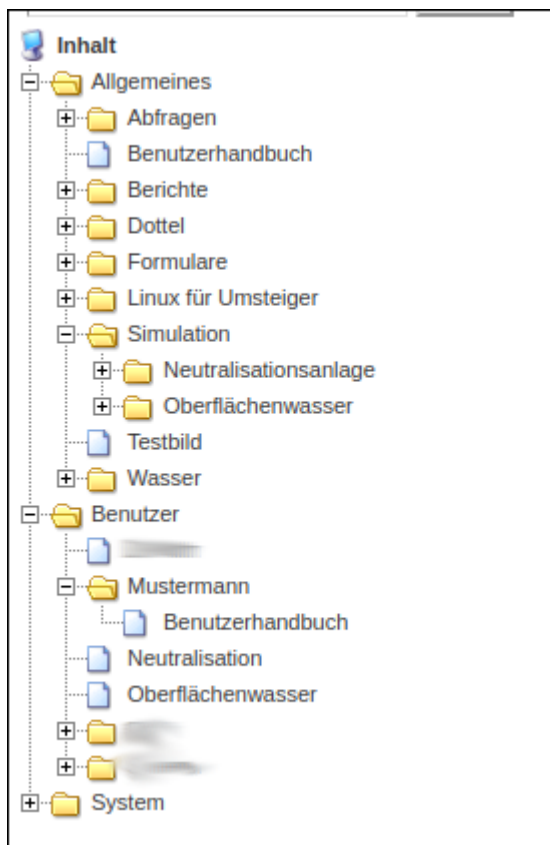 Inhalt
Allgemeines
Abfragen
Benutzerhandbuch
Berichte
Dottel
Formulare
Linux für Umsteiger
Simulation
Neutralisationsanlage
Oberflächenwasser
Testbild
Wasser
Benutzer
Mustermann
Benutzerhandbuch
Neutralisation
Oberflächenwasser
System